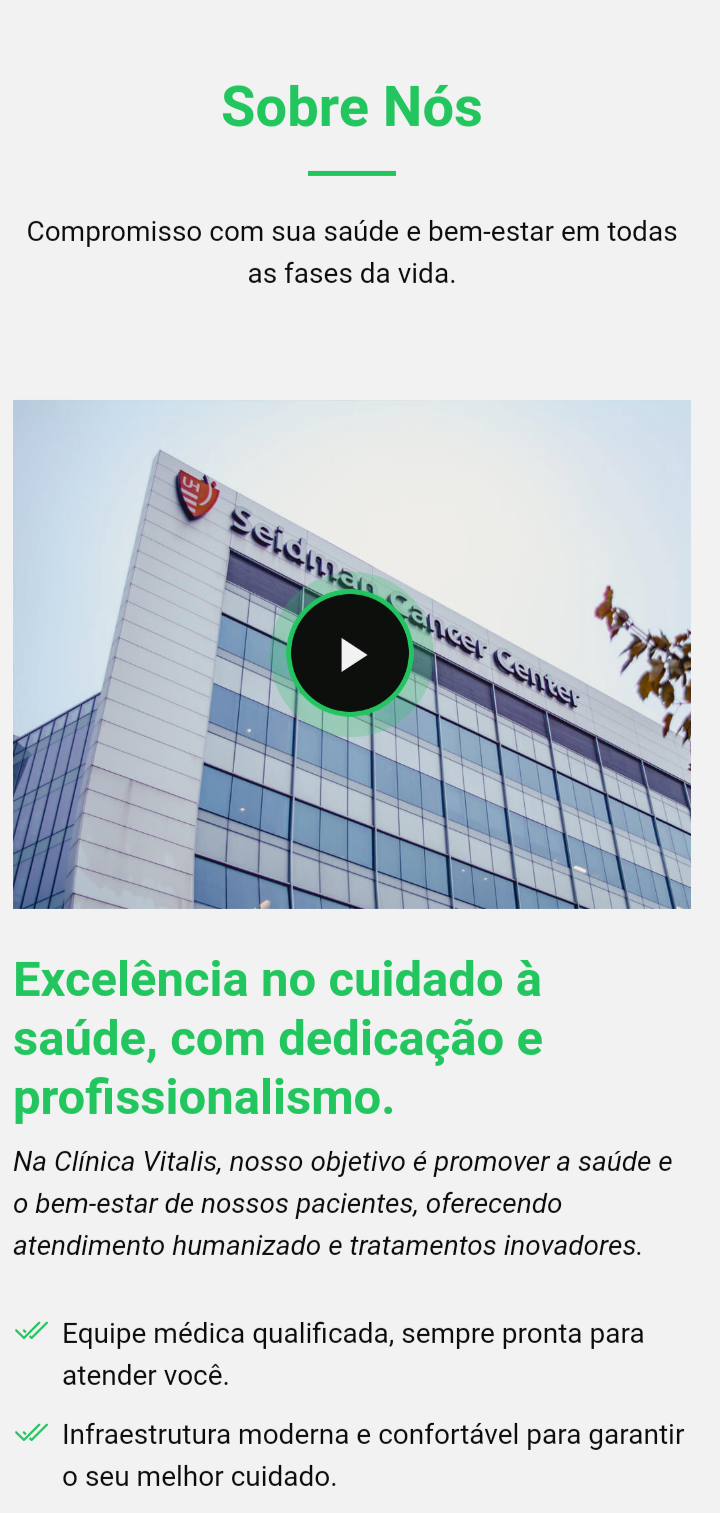 Sobre Nós
Compromisso com sua saúde e bem-estar em todas
as fases da vida.
Seidman Cancer Center
Excelência no cuidado à
saúde, com dedicação e
profissionalismo.
Na Clínica Vitalis, nosso objetivo é promover a saúde e
o bem-estar de nossos pacientes, oferecendo
atendimento humanizado e tratamentos inovadores.
Equipe médica qualificada, sempre pronta para
atender você.
Infraestrutura moderna e confortável para garantir
o seu melhor cuidado.